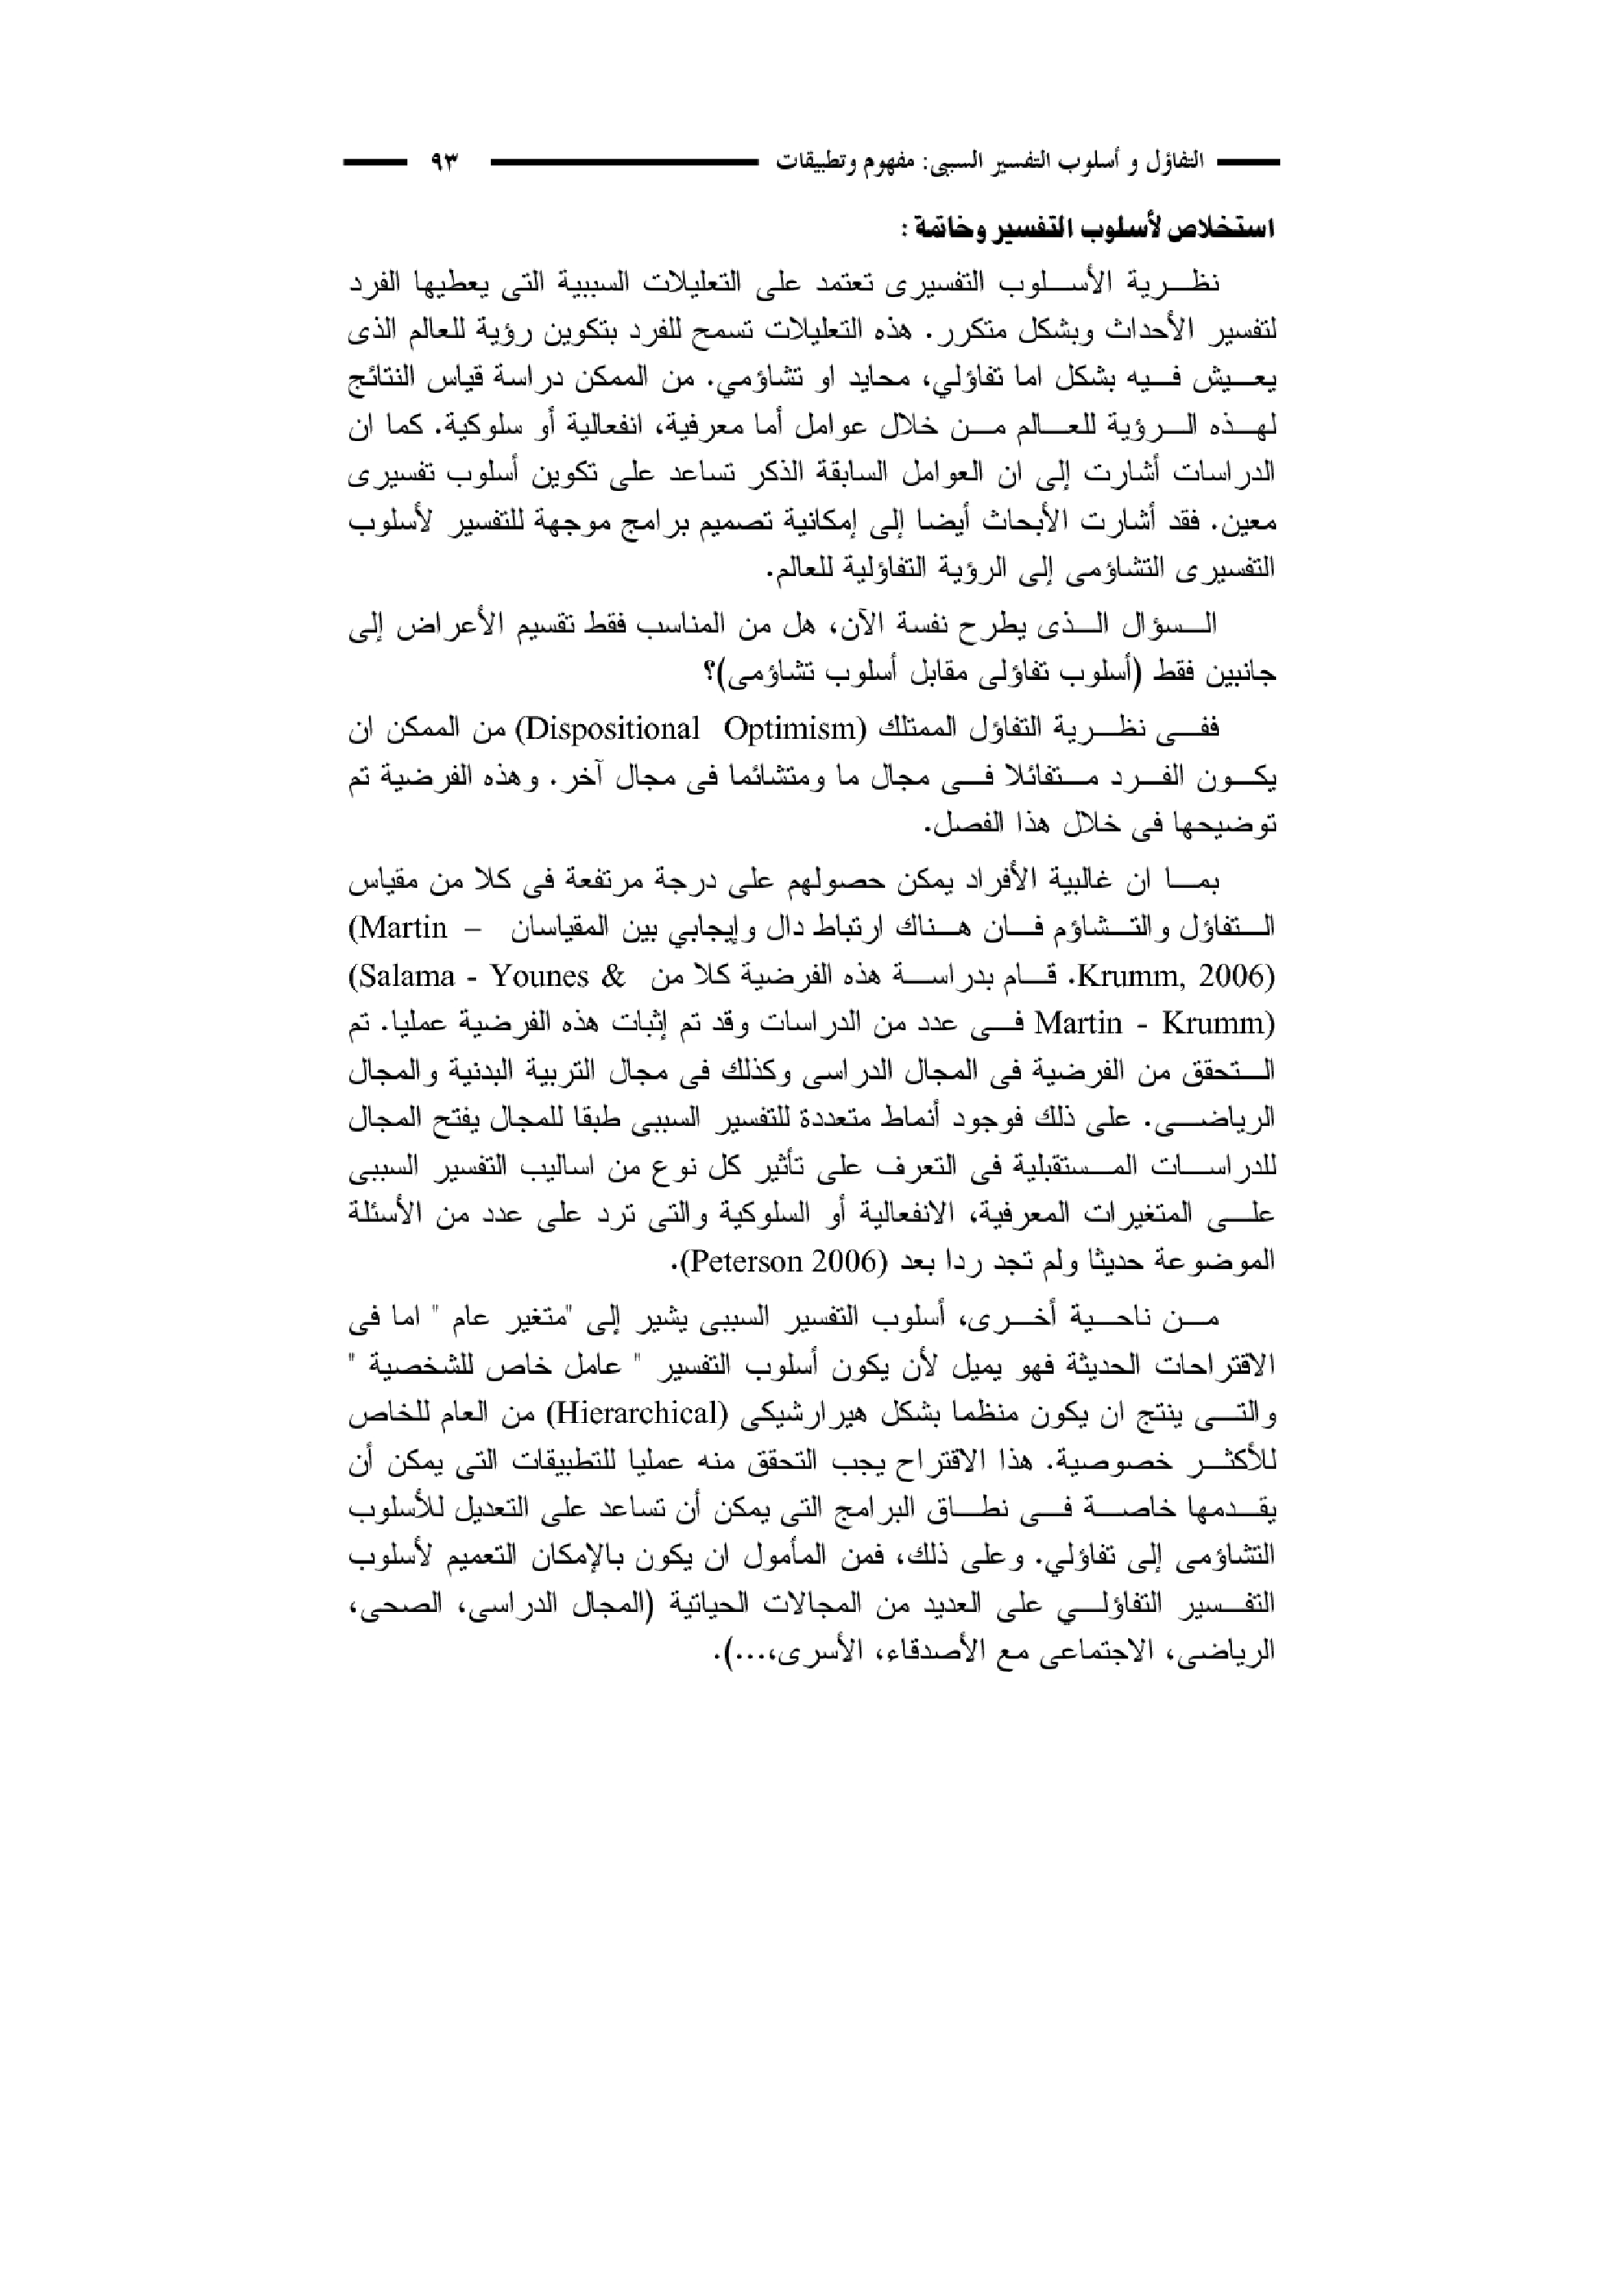 التفاؤل و أسلوب التفسير السببى: مفهوم وتطبيقات ٩٣
استخلاص لأسلوب التفسير وخاتمة :
نظرية الأسلوب التفسيرى تعتمد على التعليلات السببية التى يعطيها الفرد
لتفسير الأحداث وبشكل متكرر. هذه التعليلات تسمح للفرد بتكوين رؤية للعالم الذى
يعيش فيه بشكل اما تفاؤلي، محايد او تشاؤمي. من الممكن دراسة قياس النتائج
لهذه الرؤية للعالم من خلال عوامل أما معرفية، انفعالية أو سلوكية. كما ان
الدراسات أشارت إلى ان العوامل السابقة الذكر تساعد على تكوين أسلوب تفسيرى
معين. فقد أشارت الأبحاث أيضا إلى إمكانية تصميم برامج موجهة للتفسير لأسلوب
التفسيرى التشاؤمى إلى الرؤية التفاؤلية للعالم.
السؤال الذى يطرح نفسة الآن، هل من المناسب فقط تقسيم الأعراض إلى
جانبين فقط (أسلوب تفاؤلى مقابل أسلوب تشاؤمى)؟
ففى نظرية التفاؤل الممتلك (Dispositional Optimism) من الممكن ان
يكون الفرد متفائلا فى مجال ما ومتشائما فى مجال آخر. وهذه الفرضية تم
توضيحها فى خلال هذا الفصل.
بما ان غالبية الأفراد يمكن حصولهم على درجة مرتفعة فى كلا من مقياس
التفاؤل والتشاؤم فان هناك ارتباط دال وإيجابي بين المقياسان (Martin –
Krumm, 2006). قام بدراسة هذه الفرضية كلا من (Salama - Younes &
Martin - Krumm) فى عدد من الدراسات وقد تم إثبات هذه الفرضية عمليا. تم
التحقق من الفرضية فى المجال الدراسى وكذلك فى مجال التربية البدنية والمجال
الرياضى. على ذلك فوجود أنماط متعددة للتفسير السببى طبقا للمجال يفتح المجال
للدراسات المستقبلية فى التعرف على تأثير كل نوع من اساليب التفسير السببى
على المتغيرات المعرفية، الانفعالية أو السلوكية والتى ترد على عدد من الأسئلة
الموضوعة حديثا ولم تجد ردا بعد (Peterson 2006).
من ناحية أخرى، أسلوب التفسير السببى يشير إلى "متغير عام " اما فى
الاقتراحات الحديثة فهو يميل لأن يكون أسلوب التفسير " عامل خاص للشخصية "
والتى ينتج ان يكون منظما بشكل هيرارشيكى (Hierarchical) من العام للخاص
للأكثر خصوصية. هذا الاقتراح يجب التحقق منه عمليا للتطبيقات التى يمكن أن
يقدمها خاصة فى نطاق البرامج التى يمكن أن تساعد على التعديل للأسلوب
التشاؤمى إلى تفاؤلي. وعلى ذلك، فمن المأمول ان يكون بالإمكان التعميم لأسلوب
التفسير التفاؤلي على العديد من المجالات الحياتية (المجال الدراسى، الصحى،
الرياضى، الاجتماعى مع الأصدقاء، الأسرى،...).